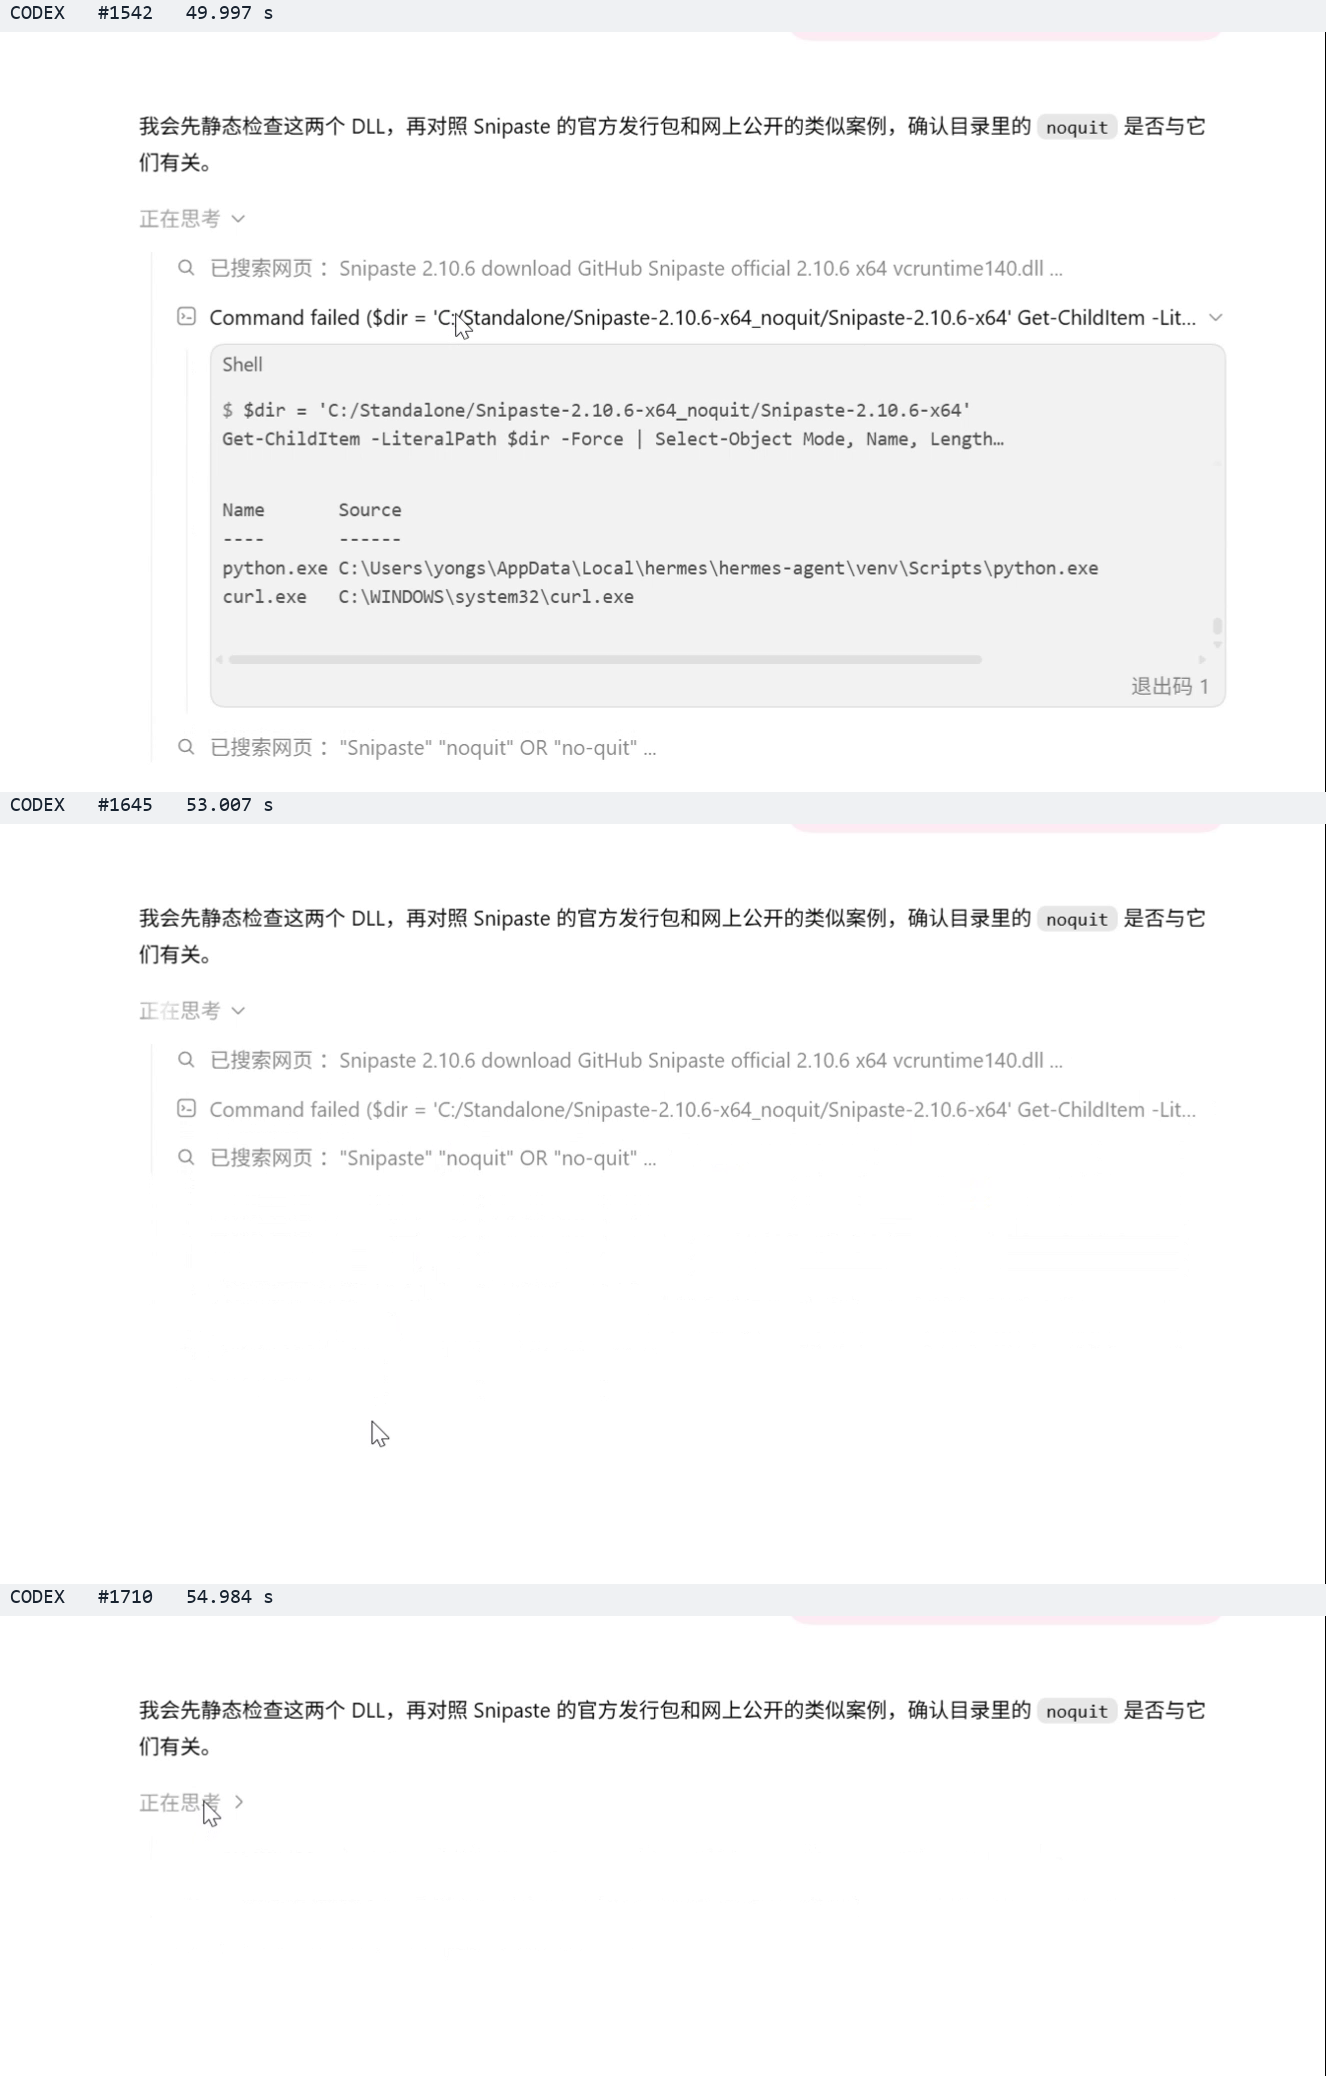 CODEX #1542 49.997 s
我会先静态检查这两个 DLL，再对照 Snipaste 的官方发行包和网上公开的类似案例，确认目录里的 noquit 是否与它
们有关。
正在思考
已搜索网页： Snipaste 2.10.6 download GitHub Snipaste official 2.10.6 x64 vcruntime140.dll ...
Command failed ($dir = 'C:/Standalone/Snipaste-2.10.6-x64_noquit/Snipaste-2.10.6-x64' Get-ChildItem -Lit...
Shell
$ $dir = 'C:/Standalone/Snipaste-2.10.6-x64_noquit/Snipaste-2.10.6-x64'
Get-ChildItem -LiteralPath $dir -Force | Select-Object Mode, Name, Length…
Name Source
---- ------
python.exe C:\Users\yongs\AppData\Local\hermes\hermes-agent\venv\Scripts\python.exe
curl.exe C:\WINDOWS\system32\curl.exe
退出码 1
已搜索网页： "Snipaste" "noquit" OR "no-quit" ...
CODEX #1645 53.007 s
我会先静态检查这两个 DLL，再对照 Snipaste 的官方发行包和网上公开的类似案例，确认目录里的 noquit 是否与它
们有关。
正在思考
已搜索网页： Snipaste 2.10.6 download GitHub Snipaste official 2.10.6 x64 vcruntime140.dll ...
Command failed ($dir = 'C:/Standalone/Snipaste-2.10.6-x64_noquit/Snipaste-2.10.6-x64' Get-ChildItem -Lit...
已搜索网页： "Snipaste" "noquit" OR "no-quit" ...
CODEX #1710 54.984 s
我会先静态检查这两个 DLL，再对照 Snipaste 的官方发行包和网上公开的类似案例，确认目录里的 noquit 是否与它
们有关。
正在思考